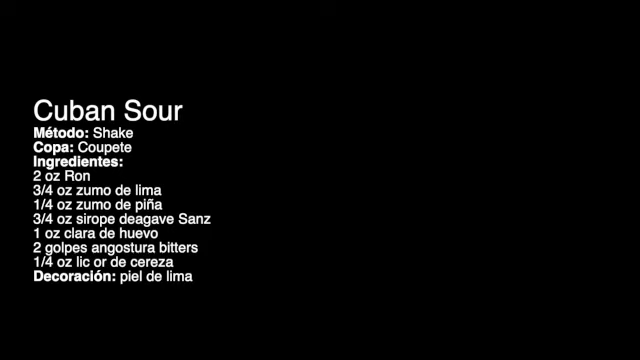 Cuban Sour
Método: Shake
Copa: Coupete
Ingredientes:
2 oz Ron
3/4 oz zumo de lima
1/4 oz zumo de piña
3/4 oz sirope deagave Sanz
1 oz clara de huevo
2 golpes angostura bitters
1/4 oz lic or de cereza
Decoración: piel de lima